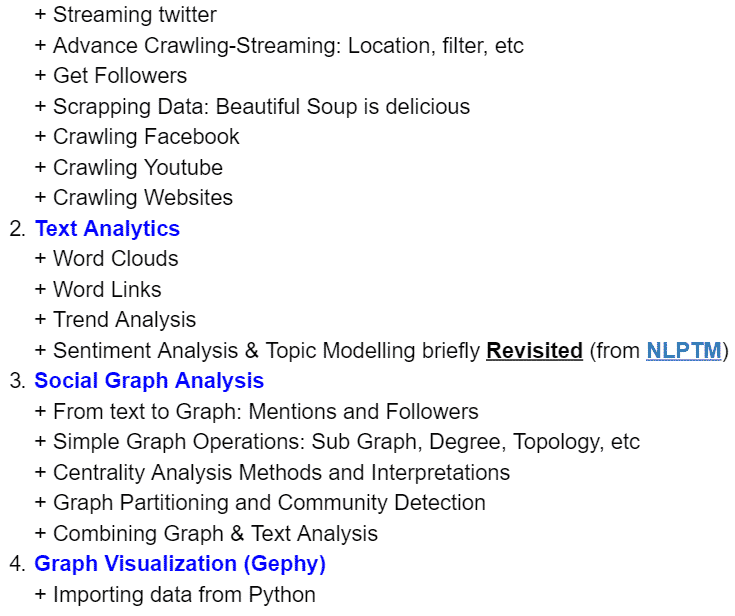 + Streaming twitter
+ Advance Crawling-Streaming: Location, filter, etc
+ Get Followers
+ Scrapping Data: Beautiful Soup is delicious
+ Crawling Facebook
+ Crawling Youtube
+ Crawling Websites
2. Text Analytics
+ Word Clouds
+ Word Links
+ Trend Analysis
+ Sentiment Analysis & Topic Modelling briefly Revisited (from NLPTM)
3. Social Graph Analysis
+ From text to Graph: Mentions and Followers
+ Simple Graph Operations: Sub Graph, Degree, Topology, etc
+ Centrality Analysis Methods and Interpretations
+ Graph Partitioning and Community Detection
+ Combining Graph & Text Analysis
4. Graph Visualization (Gephy)
+ Importing data from Python